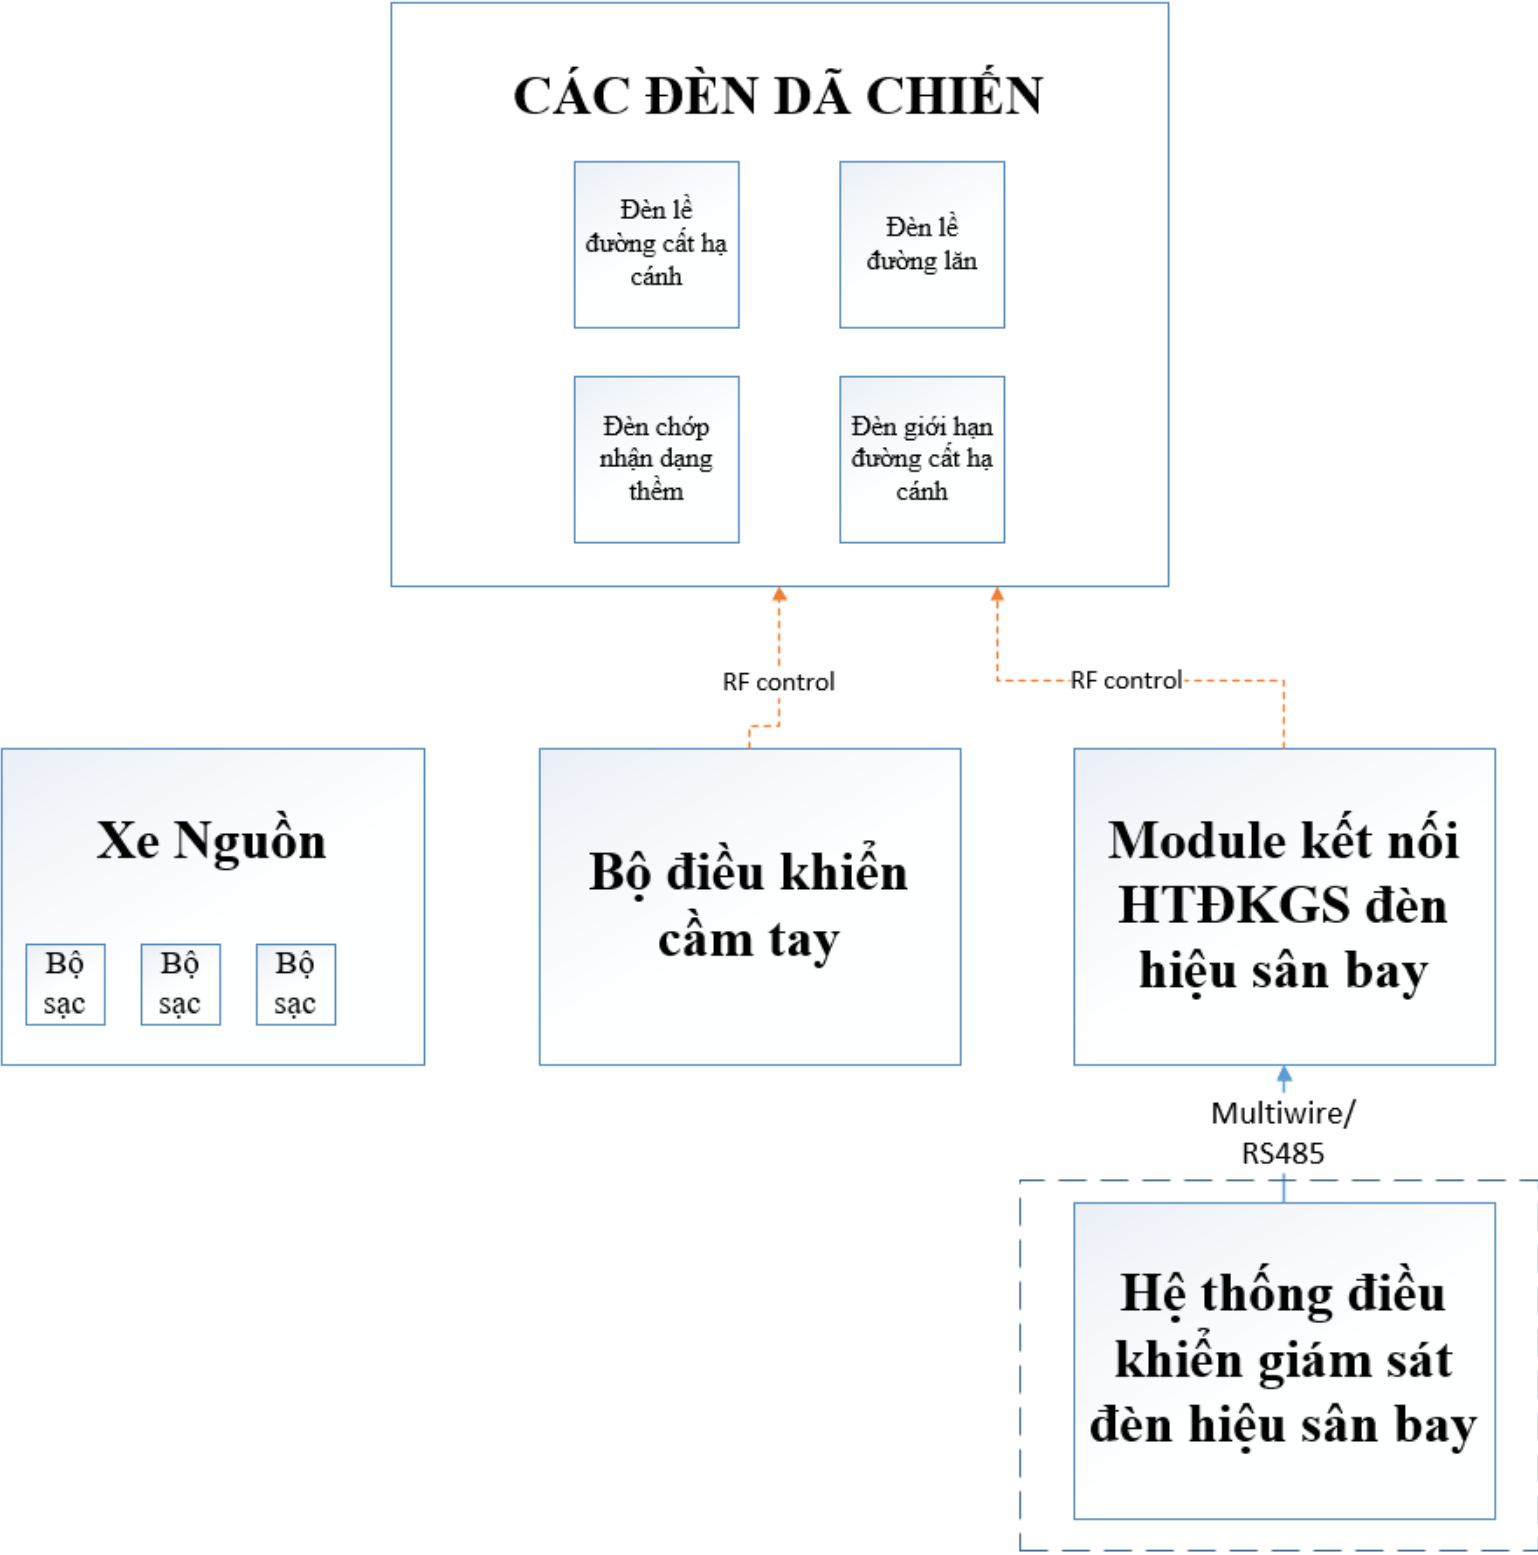 CÁC ĐÈN DÃ CHIẾN
Đèn lề
đường cất hạ
cánh
Đèn lề
đường lăn
Đèn chớp
nhận dạng
thềm
Đèn giới hạn
đường cất hạ
cánh
RF control
RF control
Xe Nguồn
Bộ
sạc
Bộ
sạc
Bộ
sạc
Bộ điều khiển
cầm tay
Module kết nối
HTĐKGS đèn
hiệu sân bay
Multiwire/
RS485
Hệ thống điều
khiển giám sát
đèn hiệu sân bay